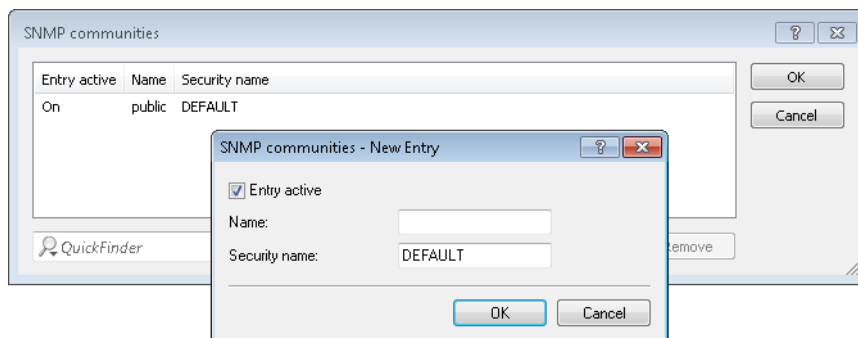 SNMP communities
Entry active Name Security name
On public DEFAULT
OK
Cancel
QuickFinder
SNMP communities - New Entry
Entry active
Name:
Security name: DEFAULT
OK Cancel